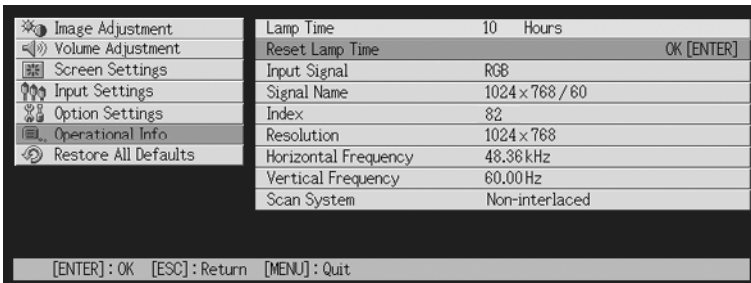 Image Adjustment
Volume Adjustment
Screen Settings
Input Settings
Option Settings
Operational Info
Restore All Defaults
Lamp Time 10 Hours
Reset Lamp Time OK [ENTER]
Input Signal RGB
Signal Name 1024×768/60
Index 82
Resolution 1024×768
Horizontal Frequency 48.36kHz
Vertical Frequency 60.00Hz
Scan System Non-interlaced
[ENTER]:OK [ESC]:Return [MENU]:Quit